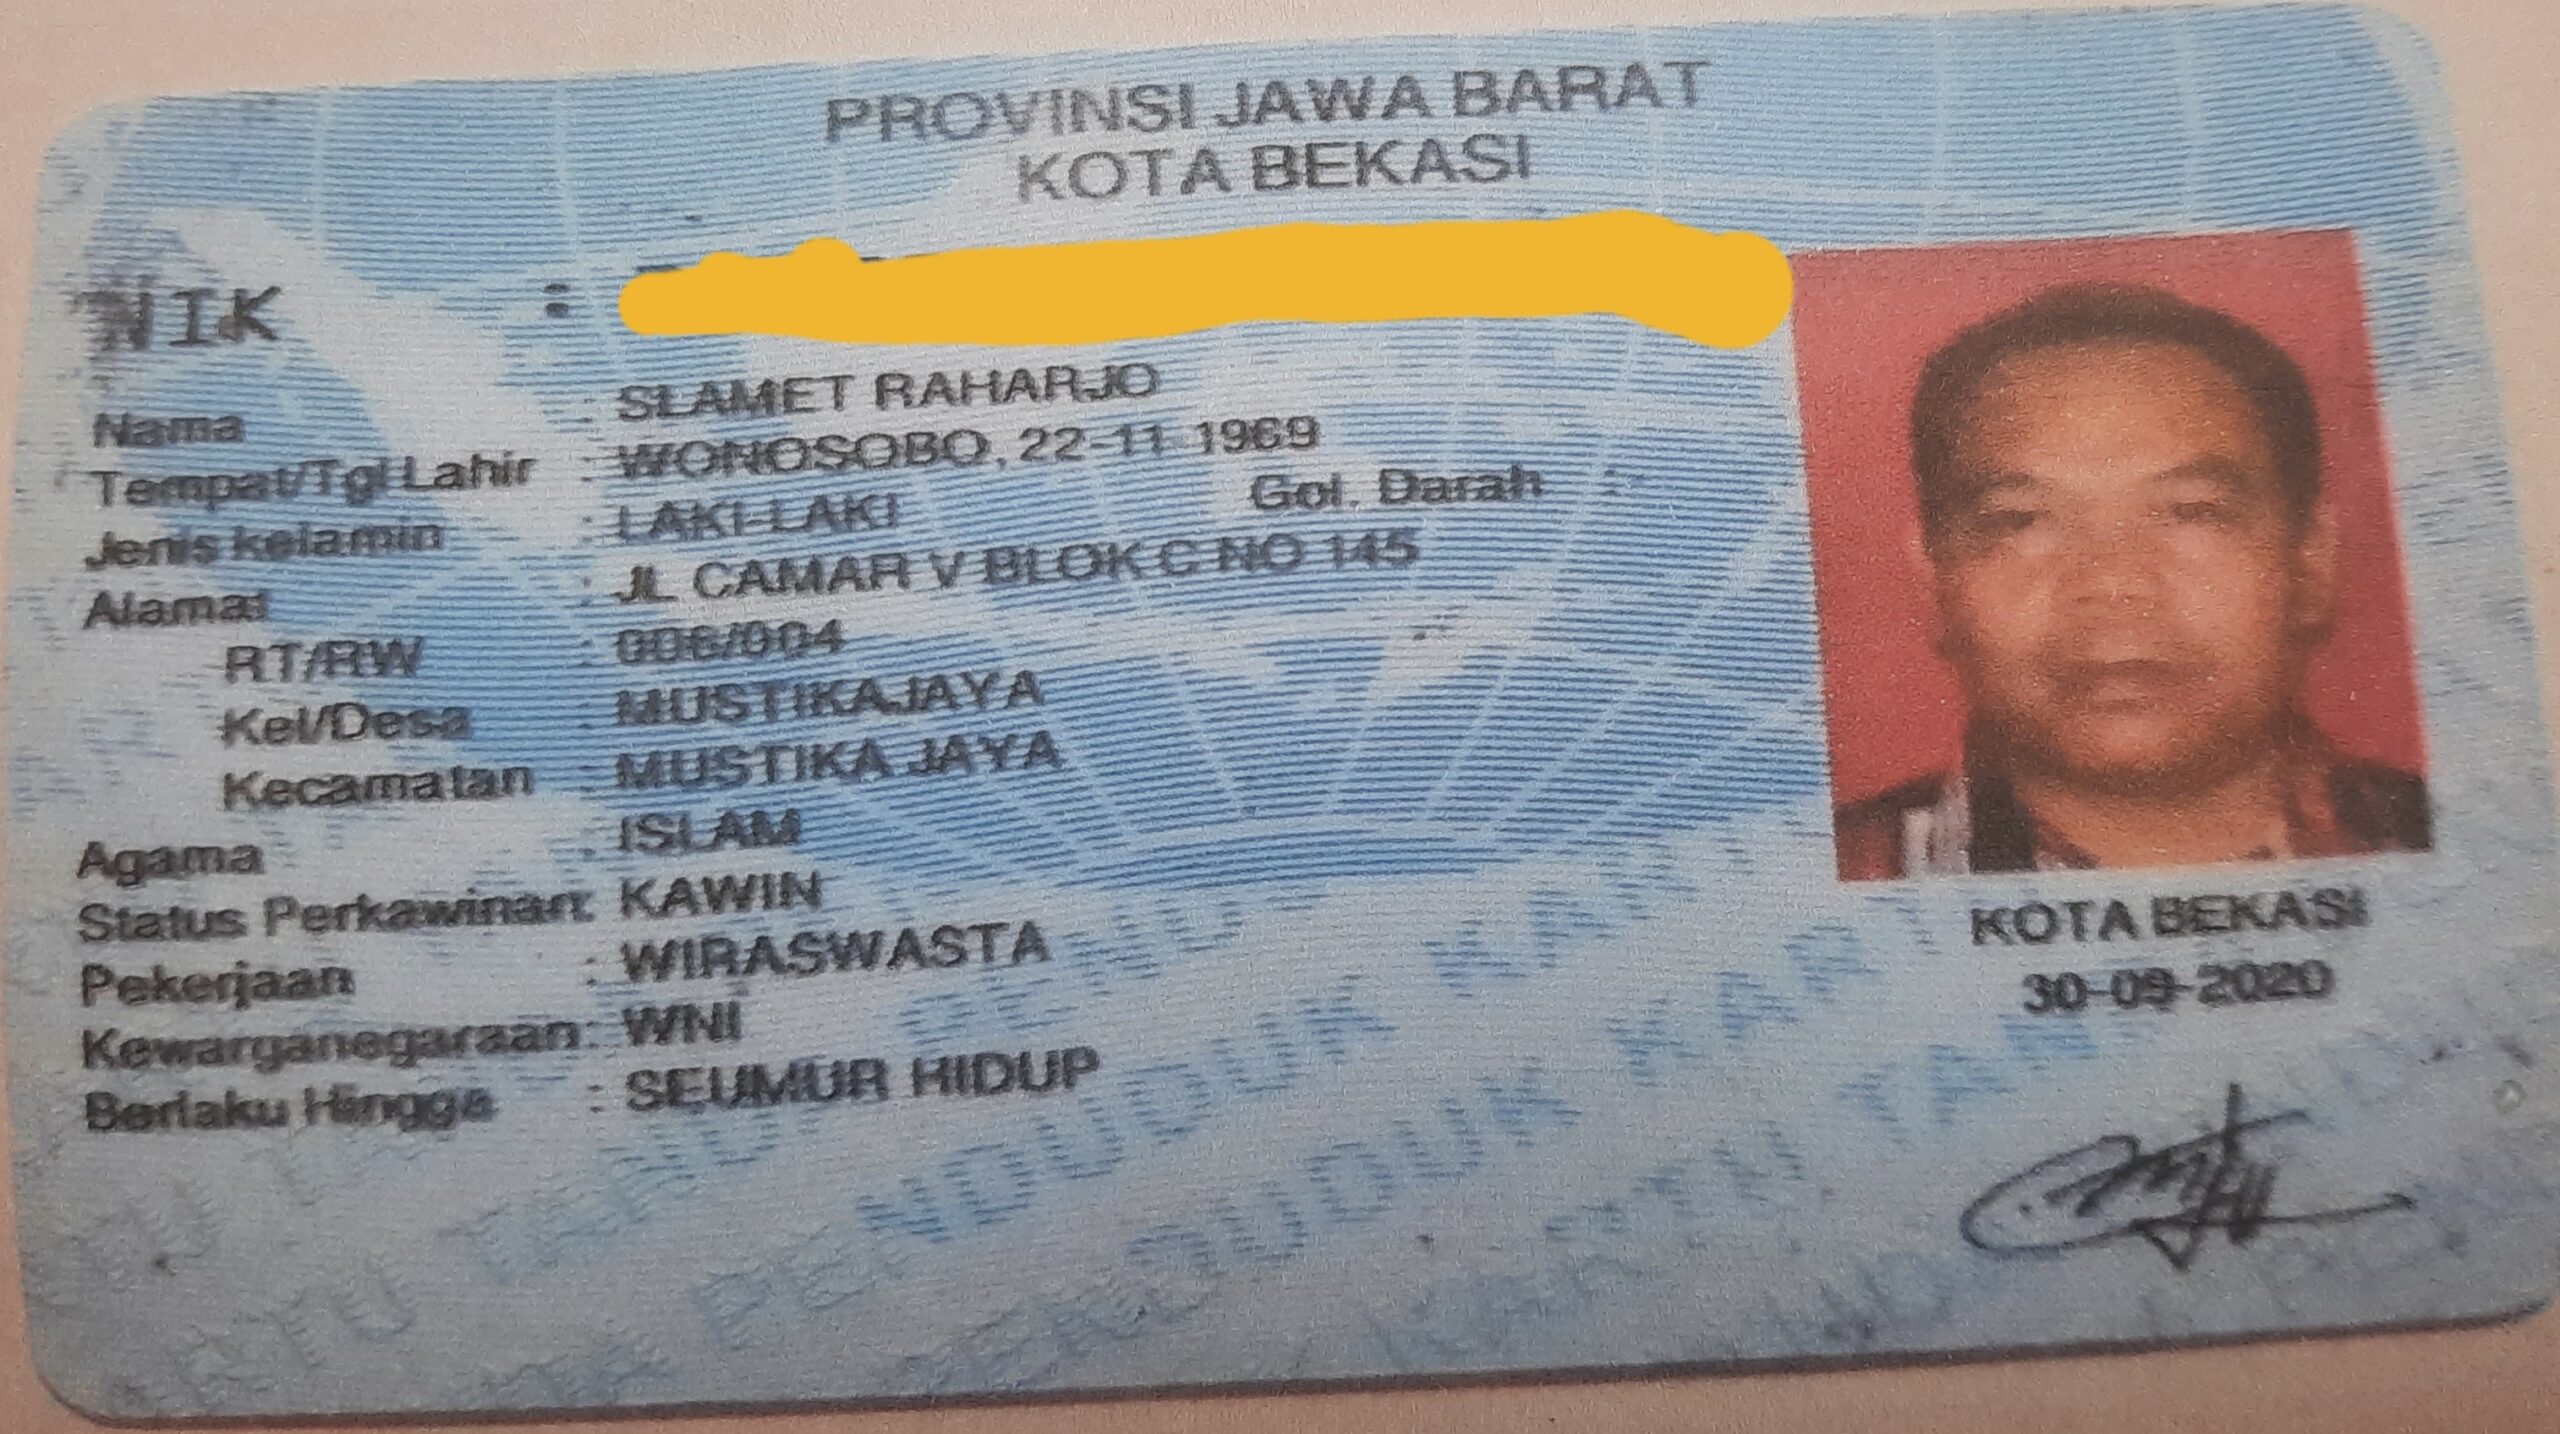 PROVINSI JAWA BARAT
KOTA BEKASI
NIK :
Nama : SLAMET RAHARJO
Tempat/Tgl Lahir : WONOSOBO, 22-11-1969
Jenis kelamin : LAKI-LAKI Gol. Darah :
Alamat : JL CAMAR V BLOK C NO 145
RT/RW : 006/004
Kel/Desa : MUSTIKAJAYA
Kecamatan : MUSTIKA JAYA
Agama : ISLAM
Status Perkawinan: KAWIN
Pekerjaan : WIRASWASTA
Kewarganegaraan: WNI
Berlaku Hingga : SEUMUR HIDUP
KOTA BEKASI
30-09-2020